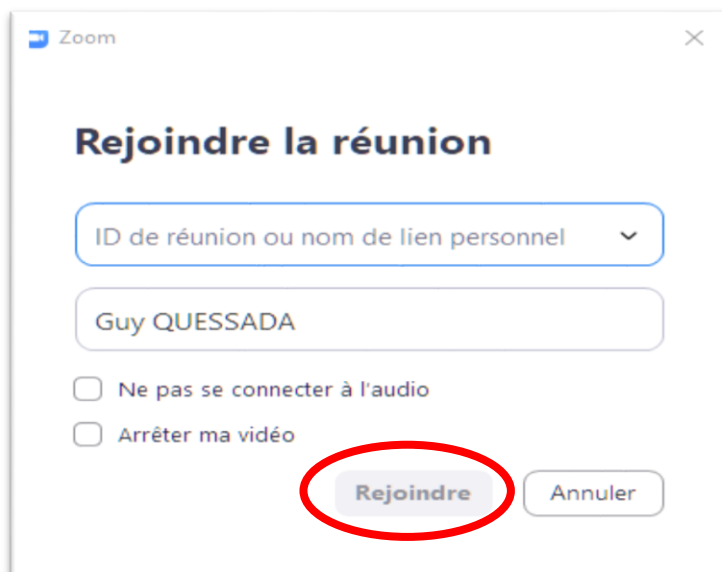 Zoom
Rejoindre la réunion
ID de réunion ou nom de lien personnel
Guy QUESSADA
Ne pas se connecter à l'audio
Arrêter ma vidéo
Rejoindre Annuler